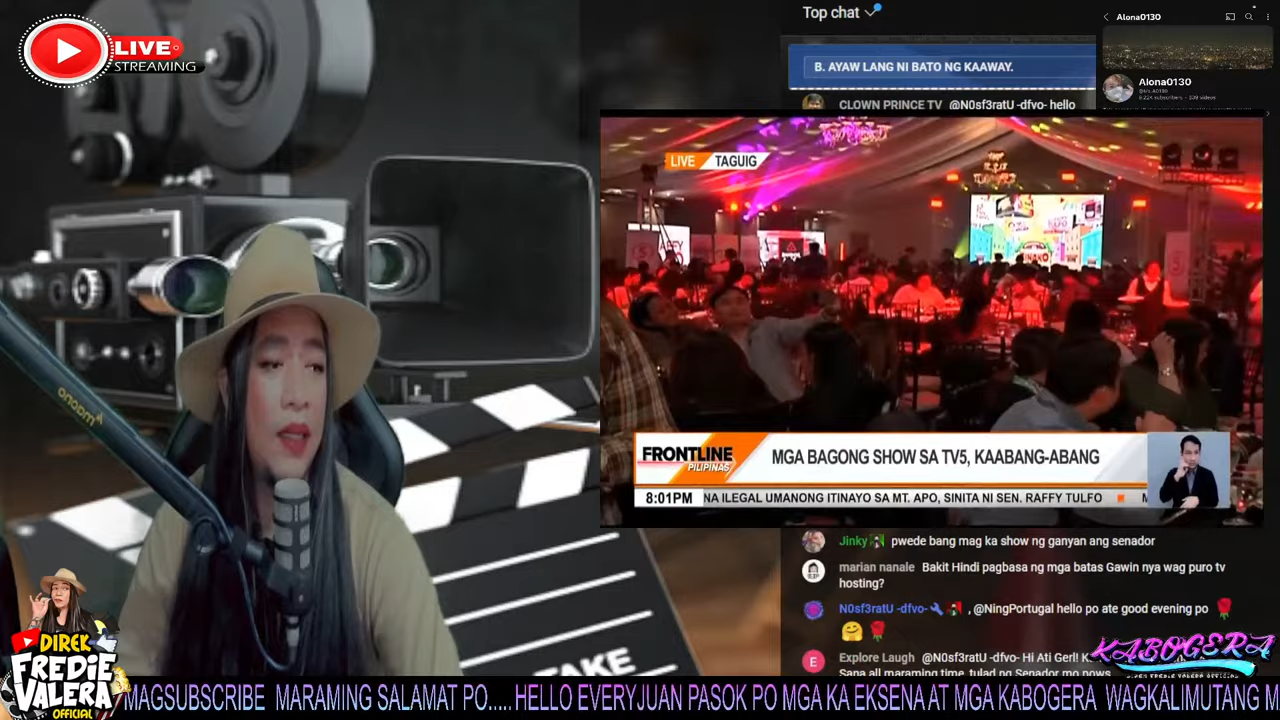 LIVE
STREAMING
Top chat
Alona0130
B. AYAW LANG NI BATO NG KAAWAY.
Alona0130
CLOWN PRINCE TV @N0sf3ratU -dfvo- hello
LIVE TAGUIG
FRONTLINE
PILIPINAS
MGA BAGONG SHOW SA TV5, KAABANG-ABANG
8:01PM NA ILEGAL UMANONG ITINAYO SA MT. APO, SINITA NI SEN. RAFFY TULFO
maono
Jinky pwede bang mag ka show ng ganyan ang senador
marian nanale Bakit Hindi pagbasa ng mga batas Gawin nya wag puro tv
hosting?
N0sf3ratU -dfvo- , @NingPortugal hello po ate good evening po
E Explore Laugh @N0sf3ratU -dfvo- Hi Ati Gerl!
KABOGERA
TAKE
DIREK
FREDIE
VALERA
OFFICIAL
MAGSUBSCRIBE MARAMING SALAMAT PO..... HELLO EVERYJUAN PASOK PO MGA KA EKSENA AT MGA KABOGERA WAGKALIMUTANG M